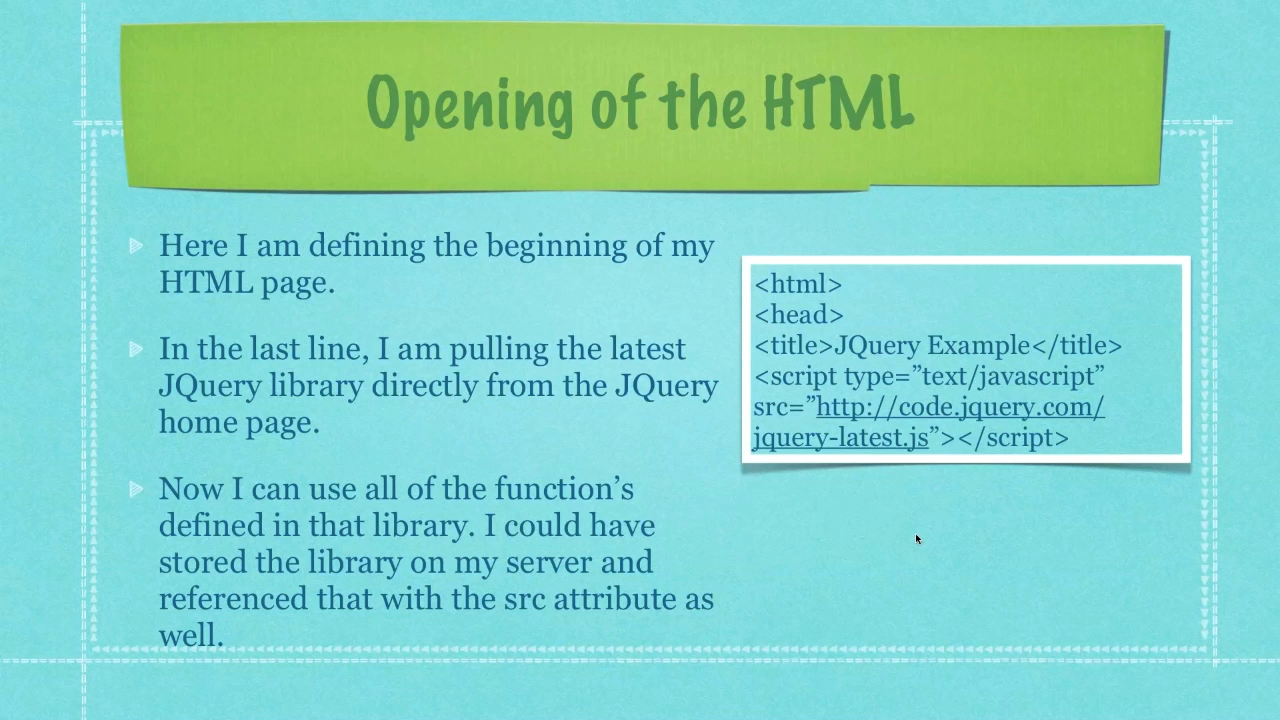 Opening of the HTML
Here I am defining the beginning of my
HTML page.
In the last line, I am pulling the latest
JQuery library directly from the JQuery
home page.
Now I can use all of the function’s
defined in that library. I could have
stored the library on my server and
referenced that with the src attribute as
well.
<html>
<head>
<title>JQuery Example</title>
<script type=”text/javascript”
src=”http://code.jquery.com/
jquery-latest.js”></script>